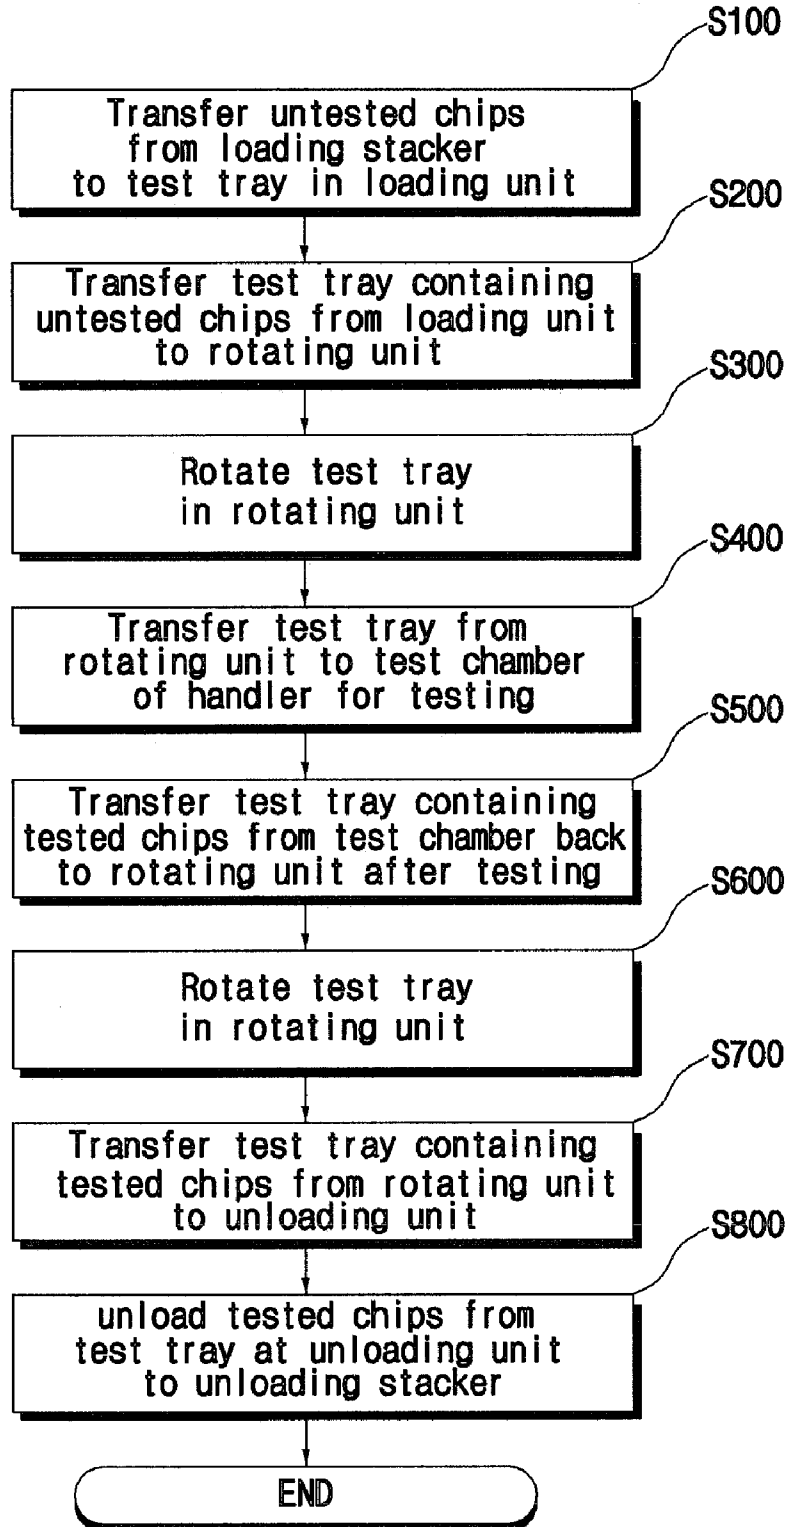 S100
Transfer untested chips
from loading stacker
to test tray in loading unit
S200
Transfer test tray containing
untested chips from loading unit
to rotating unit
S300
Rotate test tray
in rotating unit
S400
Transfer test tray from
rotating unit to test chamber
of handler for testing
S500
Transfer test tray containing
tested chips from test chamber back
to rotating unit after testing
S600
Rotate test tray
in rotating unit
S700
Transfer test tray containing
tested chips from rotating unit
to unloading unit
S800
unload tested chips from
test tray at unloading unit
to unloading stacker
END